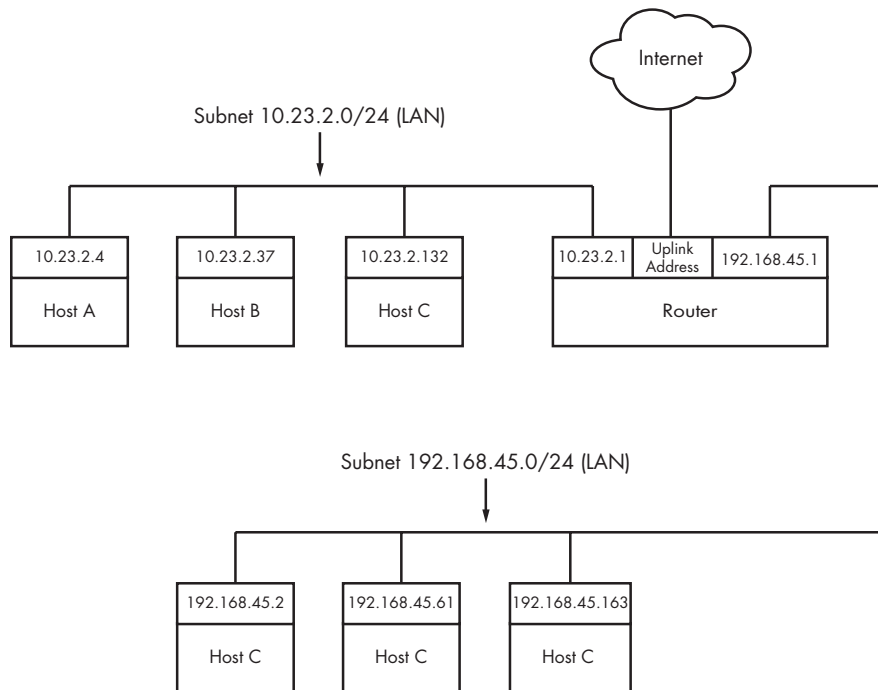 Internet
Subnet 10.23.2.0/24 (LAN)
10.23.2.4
10.23.2.37
10.23.2.132
10.23.2.1
Uplink
Address
192.168.45.1
Host A
Host B
Host C
Router
Subnet 192.168.45.0/24 (LAN)
192.168.45.2
192.168.45.61
192.168.45.163
Host C
Host C
Host C